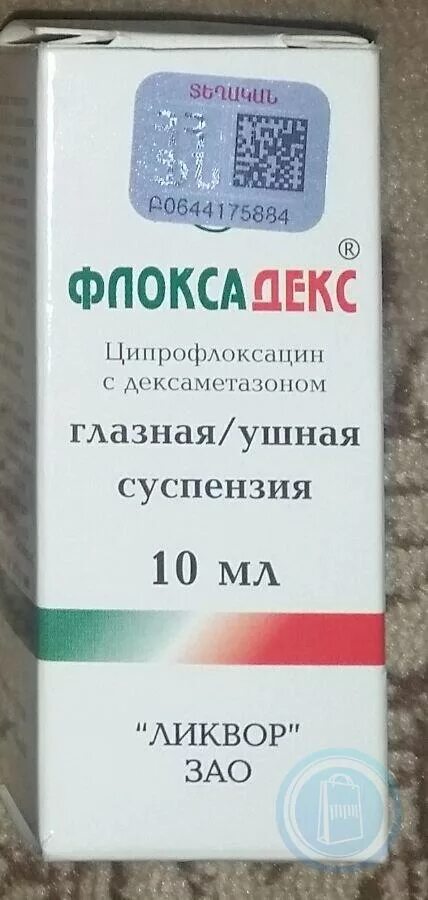 ՏԵՂԱԿԱՆ
A0644175884
®
ФЛОКСАДЕКС
Ципрофлоксацин
с дексаметазоном
глазная/ушная
суспензия
10 мл
"ЛИКВОР"
ЗАО